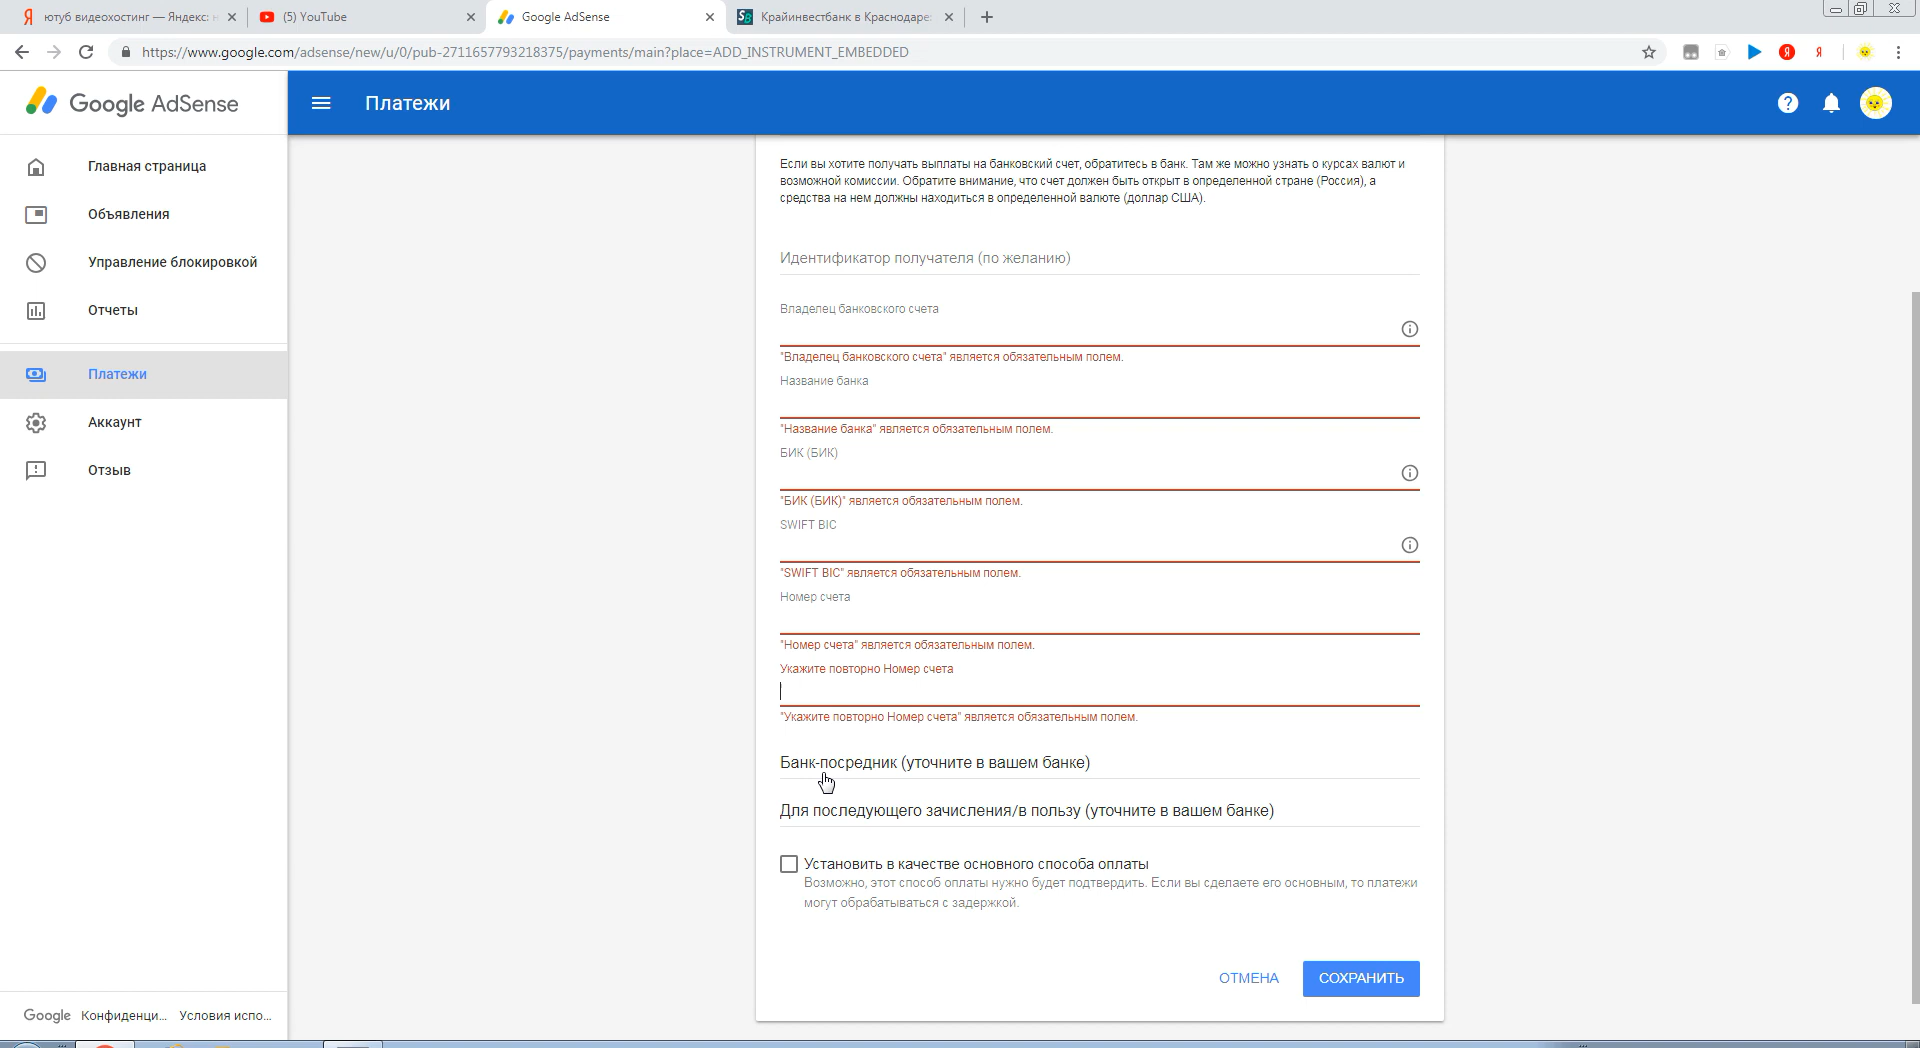 ютуб видеохостинг — Яндекс:
(5) YouTube
Google AdSense
Крайинвестбанк в Краснодаре:
https://www.google.com/adsense/new/u/0/pub-2711657793218375/payments/main?place=ADD_INSTRUMENT_EMBEDDED
Google AdSense
Платежи
Главная страница
Объявления
Управление блокировкой
Отчеты
Платежи
Аккаунт
Отзыв
Google Конфиденци... Условия испо...
Если вы хотите получать выплаты на банковский счет, обратитесь в банк. Там же можно узнать о курсах валют и
возможной комиссии. Обратите внимание, что счет должен быть открыт в определенной стране (Россия), а
средства на нем должны находиться в определенной валюте (доллар США).
Идентификатор получателя (по желанию)
Владелец банковского счета
"Владелец банковского счета" является обязательным полем.
Название банка
"Название банка" является обязательным полем.
БИК (БИК)
"БИК (БИК)" является обязательным полем.
SWIFT BIC
"SWIFT BIC" является обязательным полем.
Номер счета
"Номер счета" является обязательным полем.
Укажите повторно Номер счета
"Укажите повторно Номер счета" является обязательным полем.
Банк-посредник (уточните в вашем банке)
Для последующего зачисления/в пользу (уточните в вашем банке)
Установить в качестве основного способа оплаты
Возможно, этот способ оплаты нужно будет подтвердить. Если вы сделаете его основным, то платежи
могут обрабатываться с задержкой.
ОТМЕНА
СОХРАНИТЬ